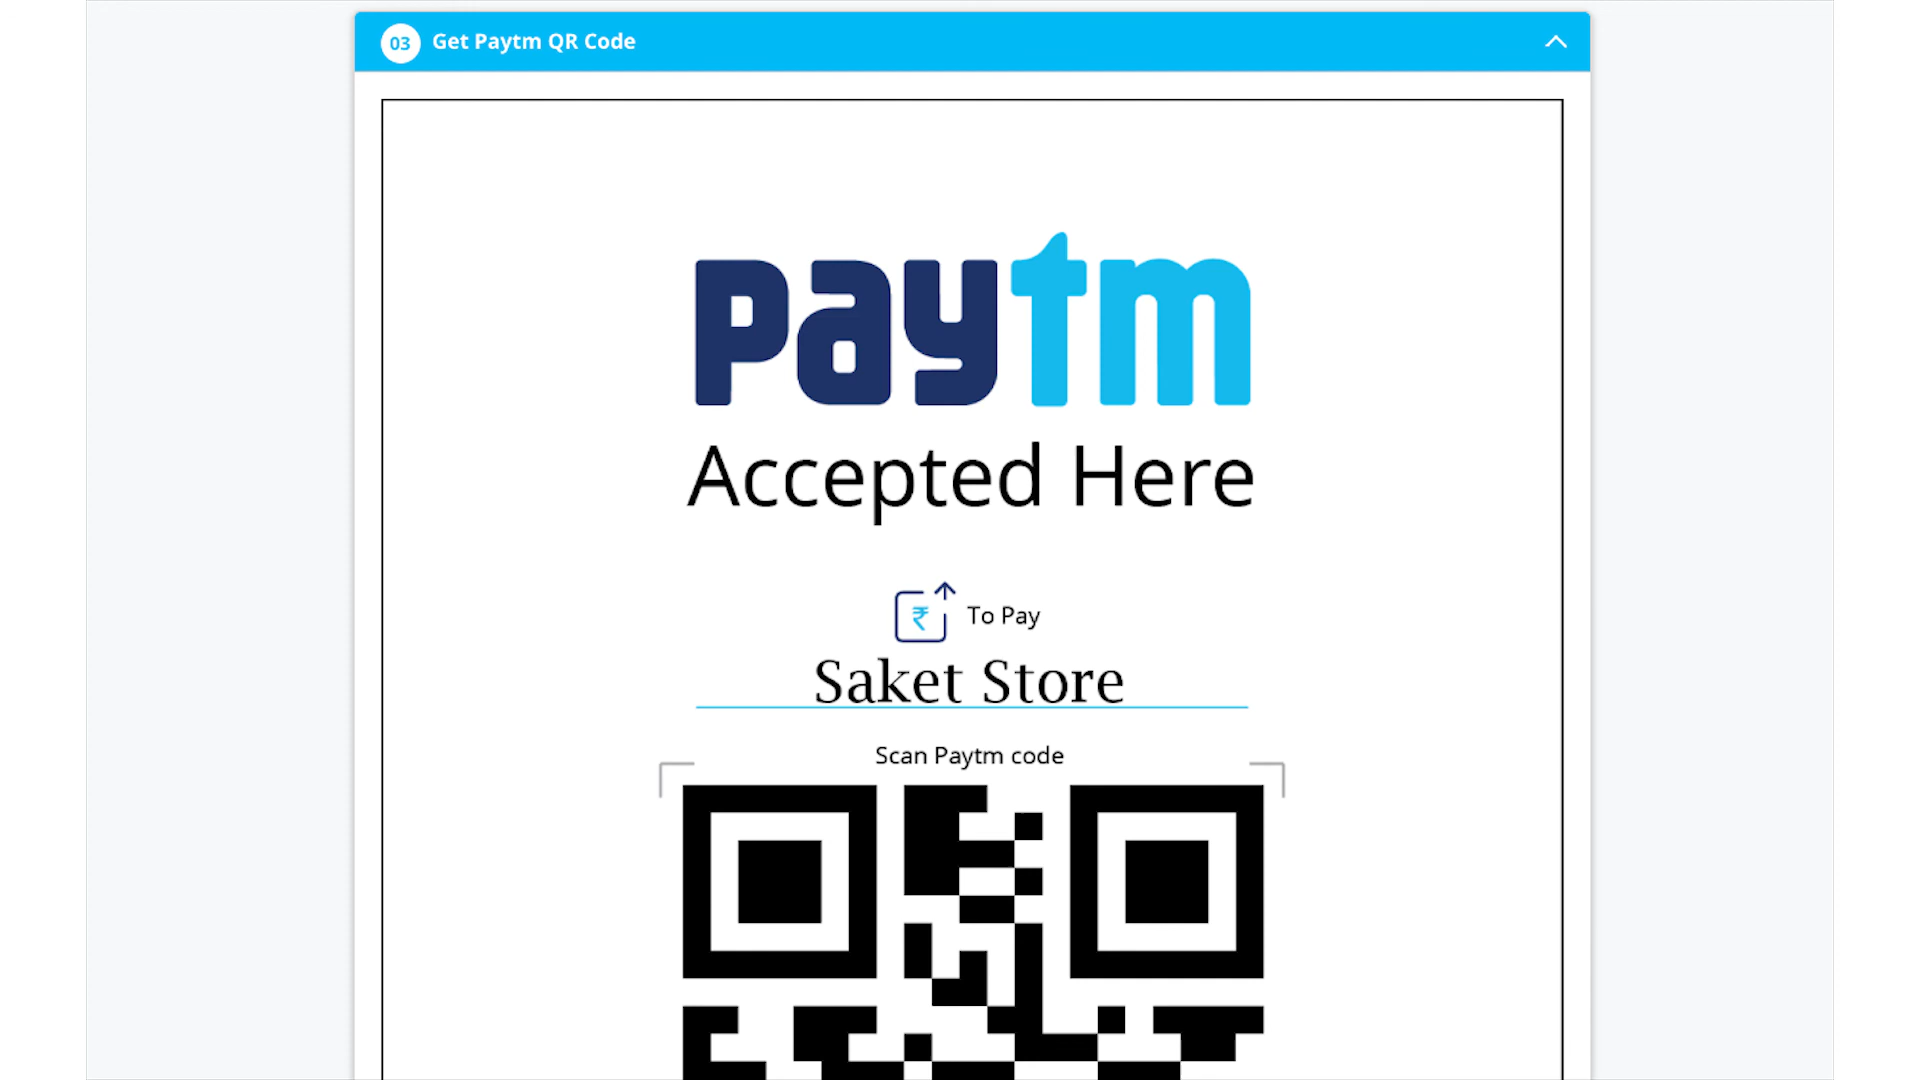 03 Get Paytm QR Code
paytm
Accepted Here
₹ To Pay
Saket Store
Scan Paytm code